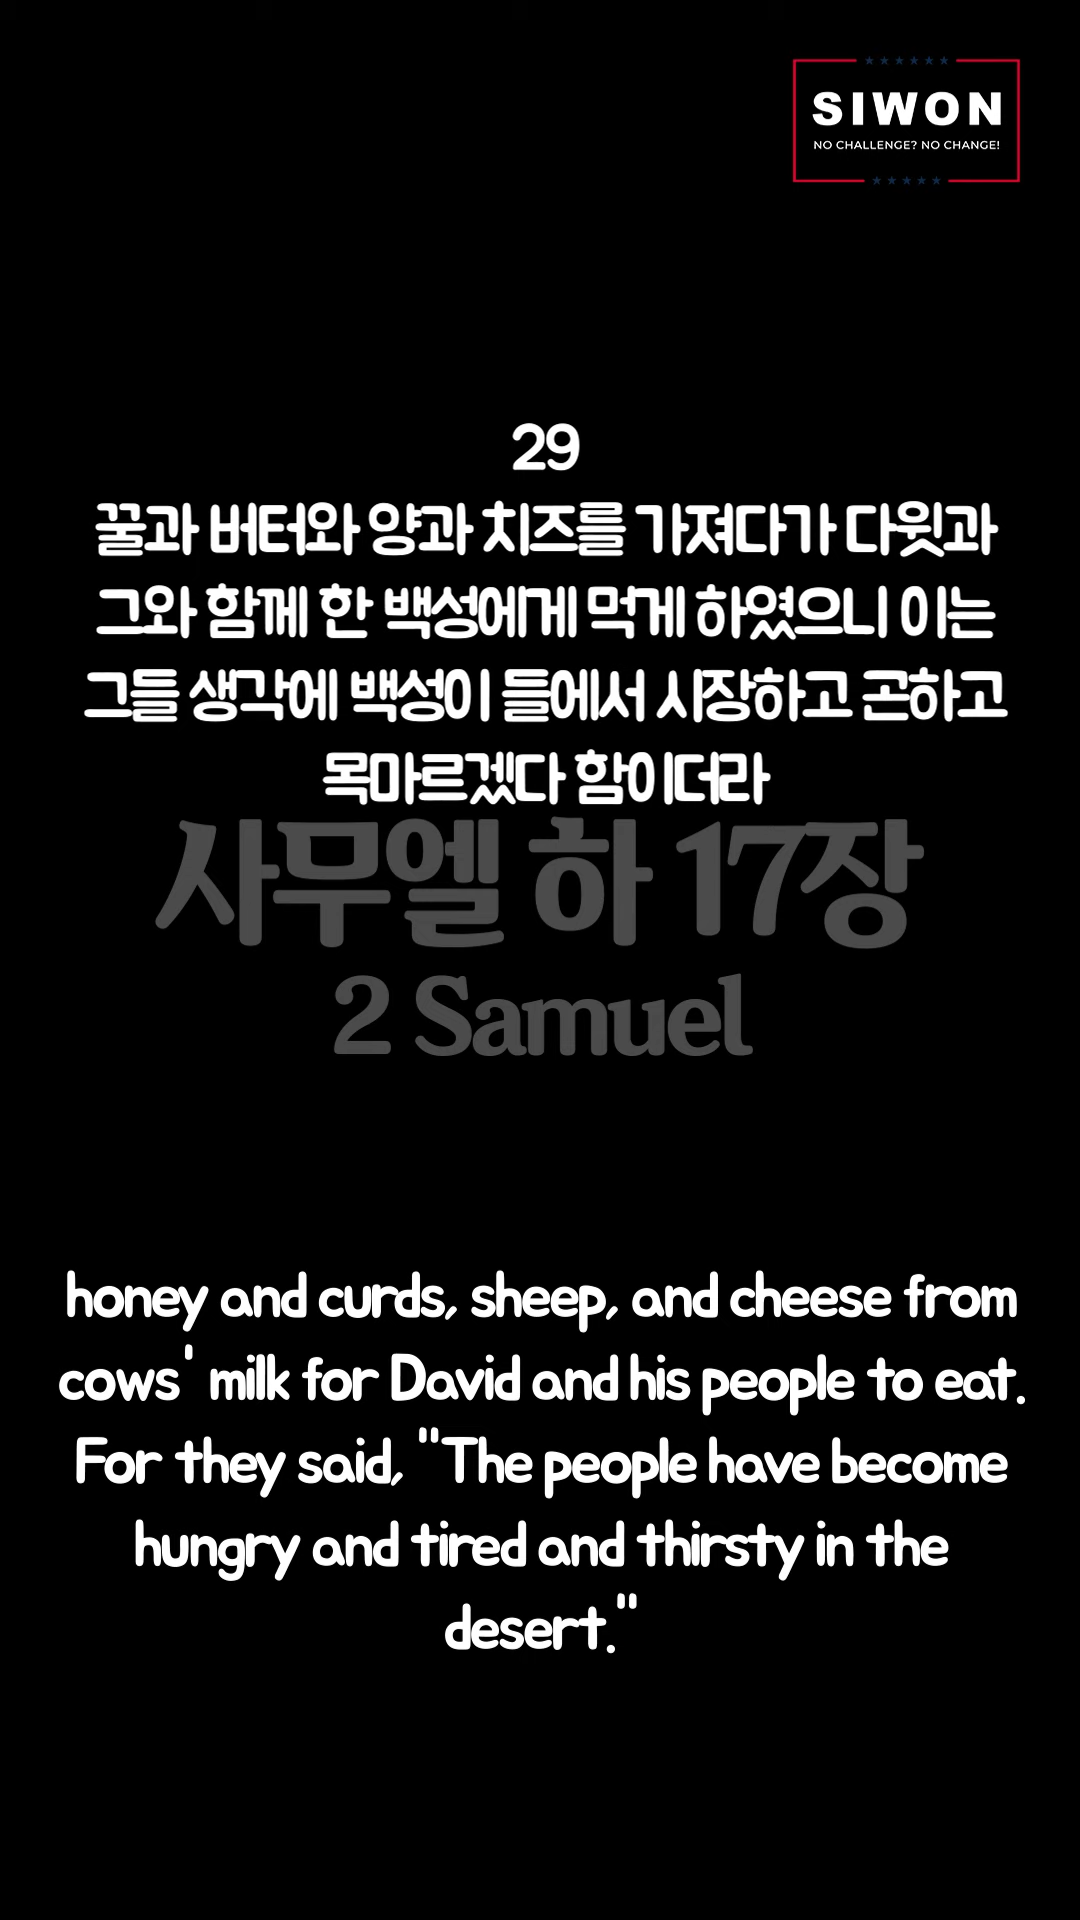 SIWON
NO CHALLENGE? NO CHANGE!
29
꿀과 버터와 양과 치즈를 가져다가 다윗과
그와 함께 한 백성에게 먹게 하였으니 이는
그들 생각에 백성이 들에서 시장하고 곤하고
목마르겠다 함이더라
사무엘 하 17장
2 Samuel
honey and curds, sheep, and cheese from
cows' milk for David and his people to eat.
For they said, "The people have become
hungry and tired and thirsty in the
desert."